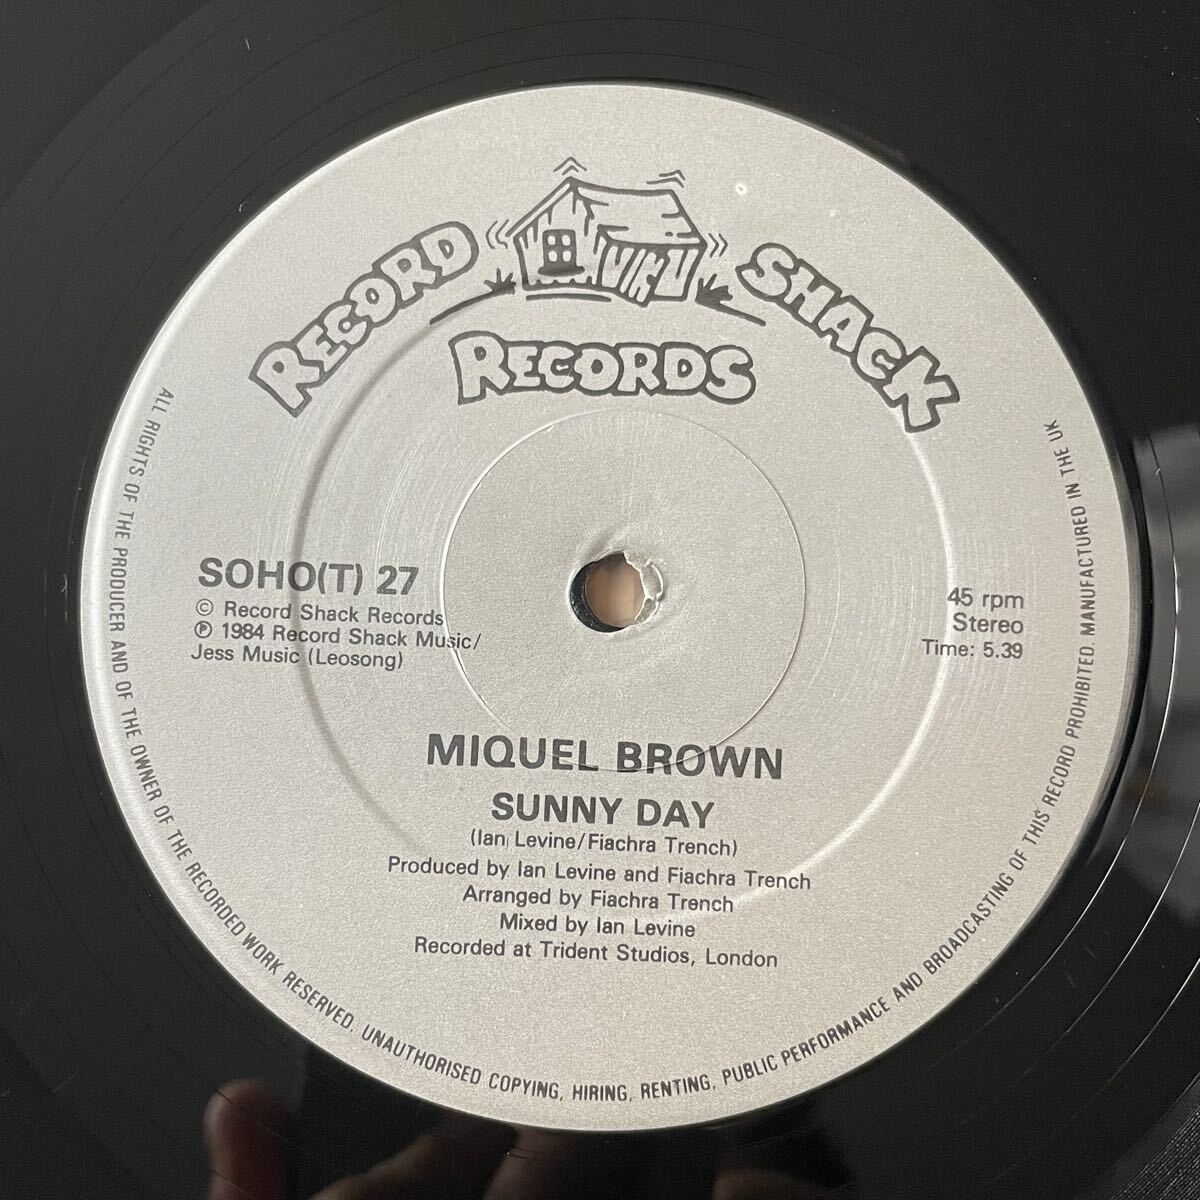 RECORD SHACK
RECORDS
SOHO(T) 27
© Record Shack Records
℗ 1984 Record Shack Music/
Jess Music (Leosong)
45 rpm
Stereo
Time: 5.39
MIQUEL BROWN
SUNNY DAY
(Ian Levine/Fiachra Trench)
Produced by Ian Levine and Fiachra Trench
Arranged by Fiachra Trench
Mixed by Ian Levine
Recorded at Trident Studios, London
ALL RIGHTS OF THE PRODUCER AND OF THE OWNER OF THE RECORDED WORK RESERVED. UNAUTHORISED COPYING, HIRING, RENTING, PUBLIC PERFORMANCE AND BROADCASTING OF THIS RECORD PROHIBITED. MANUFACTURED IN THE UK